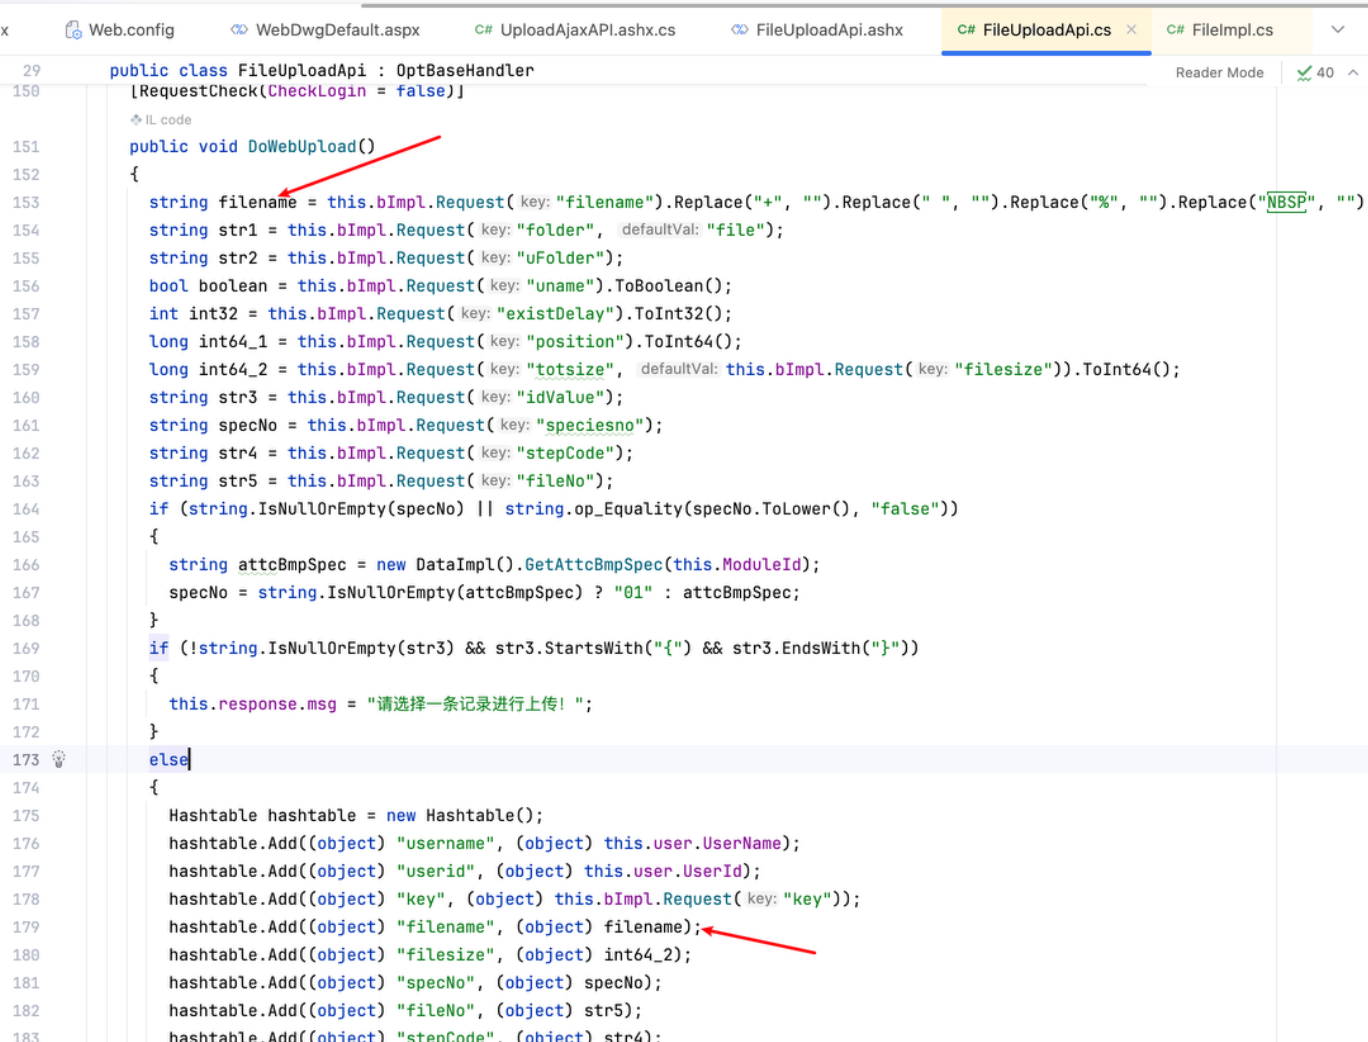 x Web.config WebDwgDefault.aspx C# UploadAjaxAPI.ashx.cs FileUploadApi.ashx C# FileUploadApi.cs × C# FileImpl.cs
29 public class FileUploadApi : OptBaseHandler Reader Mode 40
150 [RequestCheck(CheckLogin = false)]
IL code
151 public void DoWebUpload()
152 {
153 string filename = this.bImpl.Request( key: "filename").Replace("+", "").Replace(" ", "").Replace("%", "").Replace("NBSP", "")
154 string str1 = this.bImpl.Request( key: "folder", defaultVal: "file");
155 string str2 = this.bImpl.Request( key: "uFolder");
156 bool boolean = this.bImpl.Request( key: "uname").ToBoolean();
157 int int32 = this.bImpl.Request( key: "existDelay").ToInt32();
158 long int64_1 = this.bImpl.Request( key: "position").ToInt64();
159 long int64_2 = this.bImpl.Request( key: "totsize", defaultVal: this.bImpl.Request( key: "filesize")).ToInt64();
160 string str3 = this.bImpl.Request( key: "idValue");
161 string specNo = this.bImpl.Request( key: "speciesno");
162 string str4 = this.bImpl.Request( key: "stepCode");
163 string str5 = this.bImpl.Request( key: "fileNo");
164 if (string.IsNullOrEmpty(specNo) || string.op_Equality(specNo.ToLower(), "false"))
165 {
166 string attcBmpSpec = new DataImpl().GetAttcBmpSpec(this.ModuleId);
167 specNo = string.IsNullOrEmpty(attcBmpSpec) ? "01" : attcBmpSpec;
168 }
169 if (!string.IsNullOrEmpty(str3) && str3.StartsWith("{") && str3.EndsWith("}"))
170 {
171 this.response.msg = "请选择一条记录进行上传！";
172 }
173 else
174 {
175 Hashtable hashtable = new Hashtable();
176 hashtable.Add((object) "username", (object) this.user.UserName);
177 hashtable.Add((object) "userid", (object) this.user.UserId);
178 hashtable.Add((object) "key", (object) this.bImpl.Request( key: "key"));
179 hashtable.Add((object) "filename", (object) filename);
180 hashtable.Add((object) "filesize", (object) int64_2);
181 hashtable.Add((object) "specNo", (object) specNo);
182 hashtable.Add((object) "fileNo", (object) str5);
183 hashtable.Add((object) "stepCode", (object) str4);